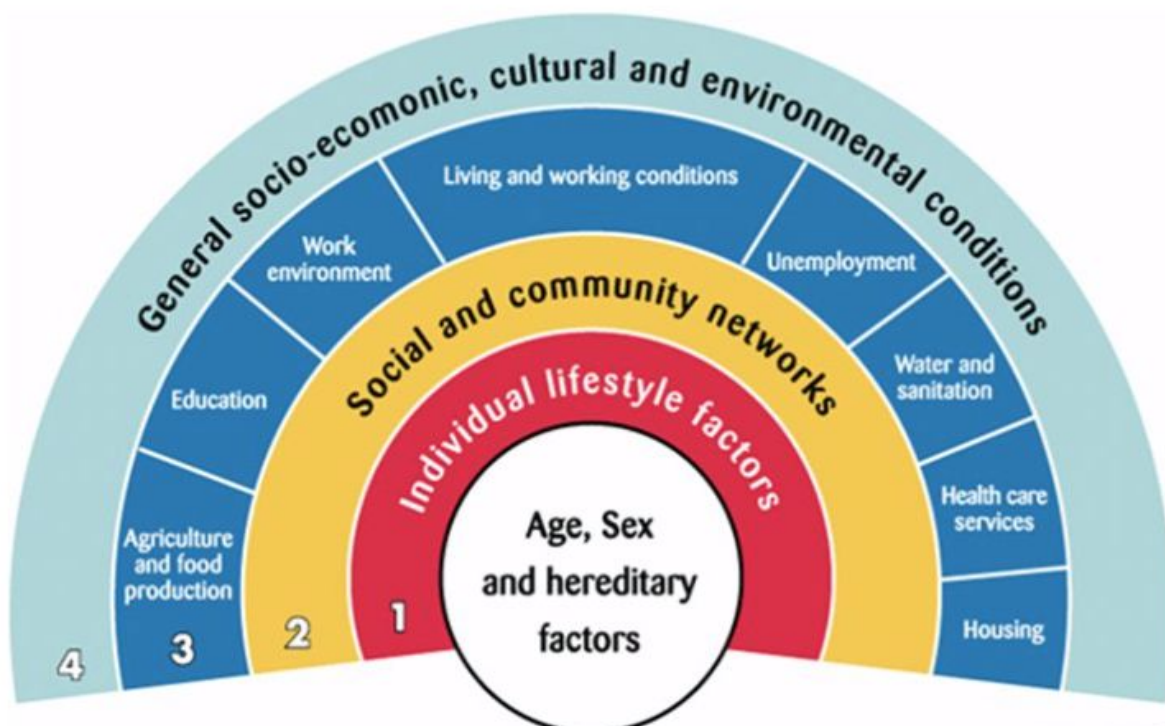 General socio-ecomonic, cultural and environmental conditions
Living and working conditions
Work
environment
Unemployment
Education
Water and
sanitation
Agriculture
and food
production
Health care
services
Housing
Social and community networks
Individual lifestyle factors
Age, Sex
and hereditary
factors
4
3
2
1